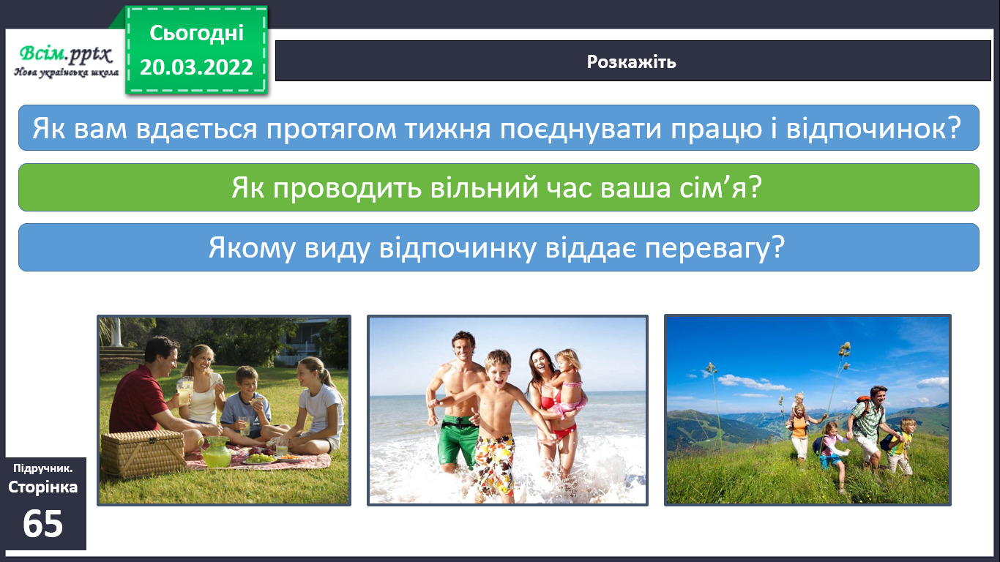 Всім.pptx
Нова українська школа
Сьогодні
20.03.2022
Розкажіть
Як вам вдається протягом тижня поєднувати працю і відпочинок?
Як проводить вільний час ваша сім’я?
Якому виду відпочинку віддає перевагу?
Підручник.
Сторінка
65